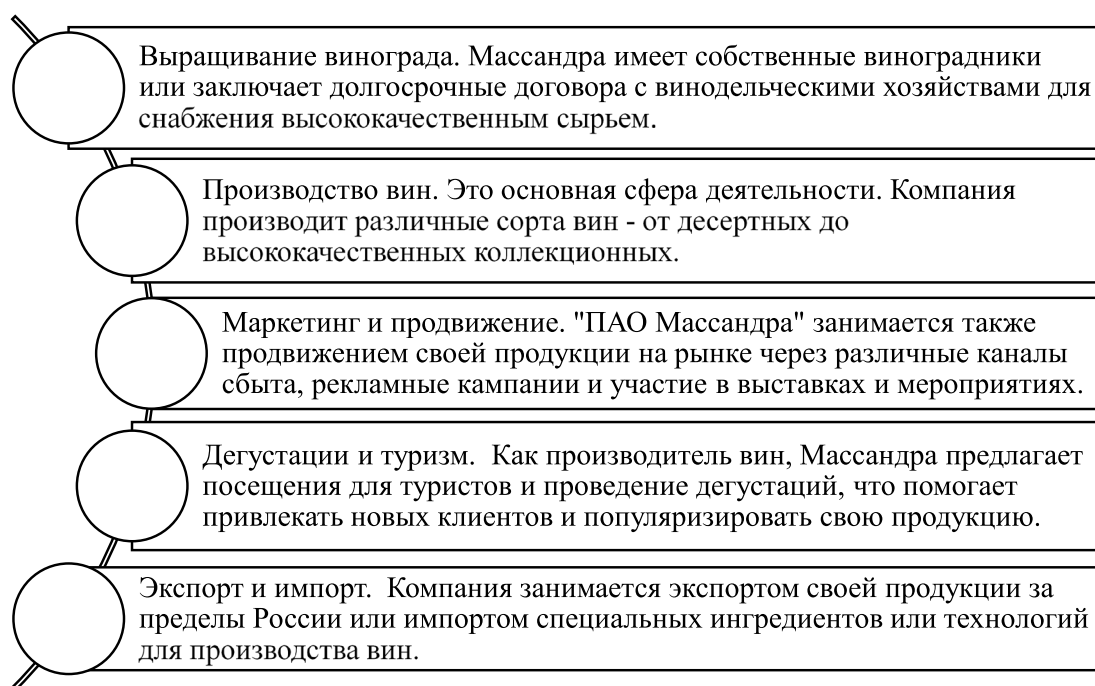 Выращивание винограда. Массандра имеет собственные виноградники
или заключает долгосрочные договора с винодельческими хозяйствами для
снабжения высококачественным сырьем.
Производство вин. Это основная сфера деятельности. Компания
производит различные сорта вин - от десертных до
высококачественных коллекционных.
Маркетинг и продвижение. "ПАО Массандра" занимается также
продвижением своей продукции на рынке через различные каналы
сбыта, рекламные кампании и участие в выставках и мероприятиях.
Дегустации и туризм.  Как производитель вин, Массандра предлагает
посещения для туристов и проведение дегустаций, что помогает
привлекать новых клиентов и популяризировать свою продукцию.
Экспорт и импорт.  Компания занимается экспортом своей продукции за
пределы России или импортом специальных ингредиентов или технологий
для производства вин.